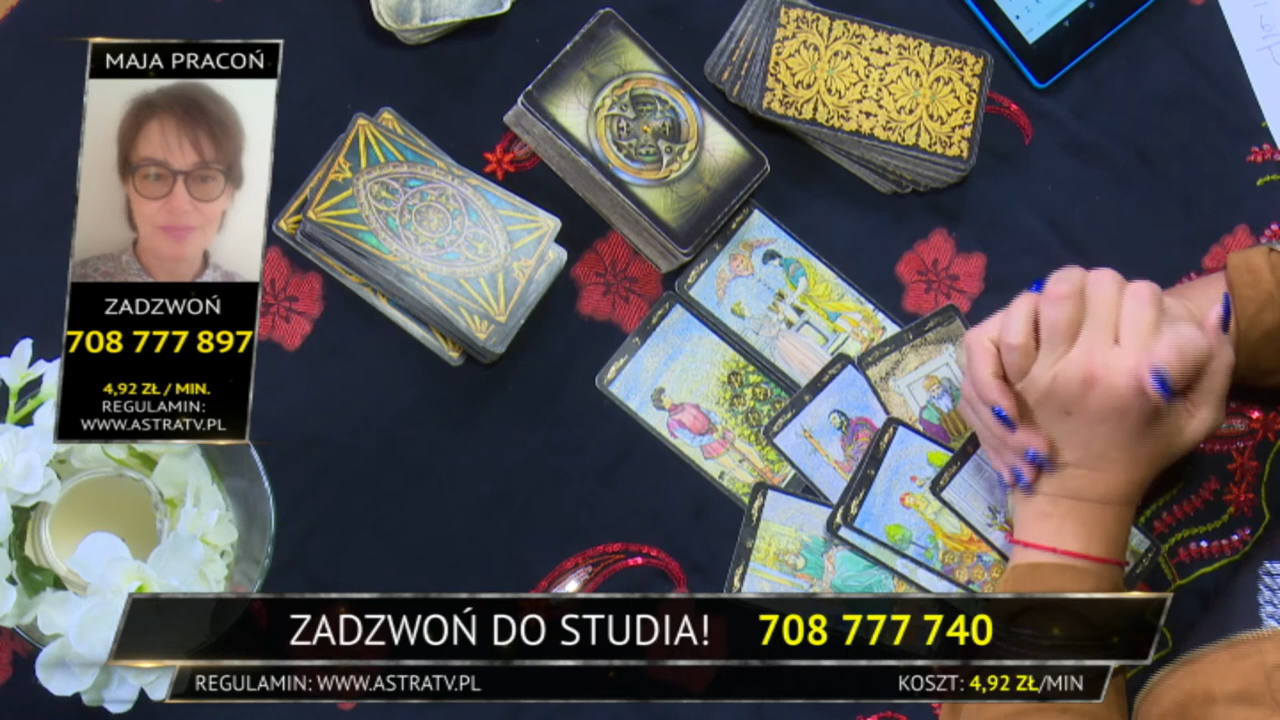 MAJA PRACOŃ
ZADZWOŃ
708 777 897
4,92 ZŁ / MIN.
REGULAMIN:
WWW.ASTRATV.PL
ZADZWOŃ DO STUDIA! 708 777 740
REGULAMIN: WWW.ASTRATV.PL KOSZT: 4,92 ZŁ/MIN